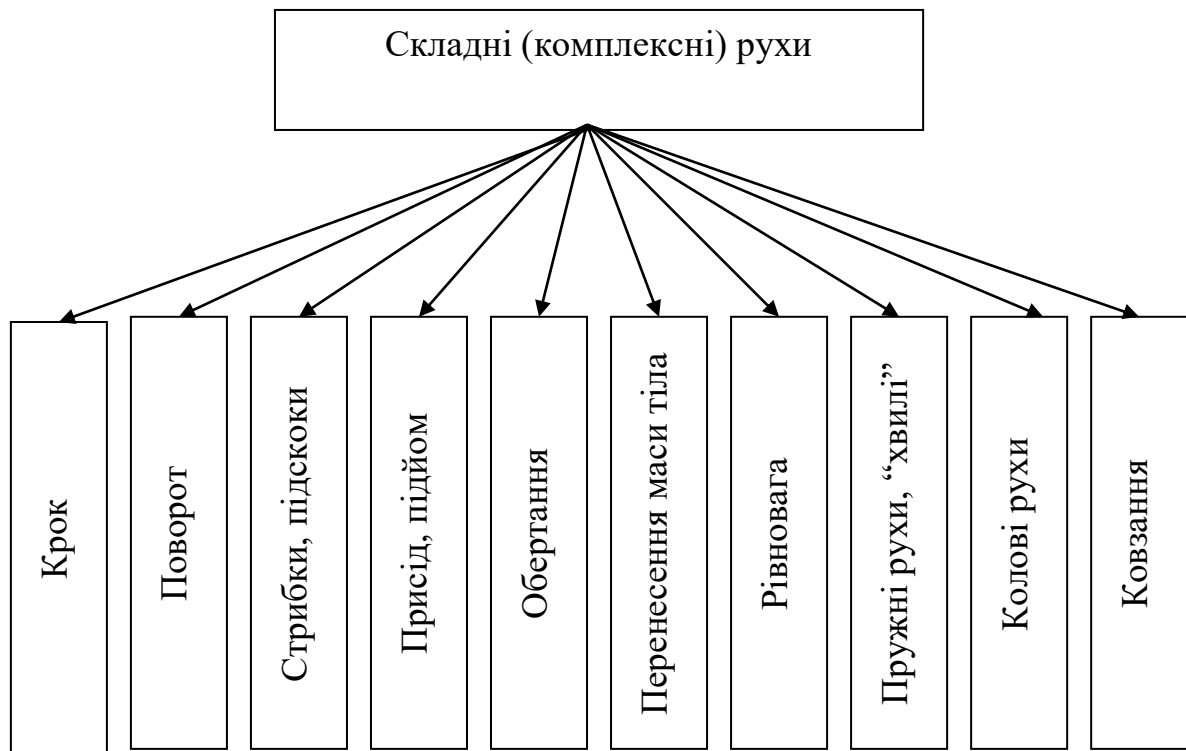 Складні (комплексні) рухи
Крок
Поворот
Стрибки, підскоки
Присід, підйом
Обертання
Перенесення маси тіла
Рівновага
Пружні рухи, “хвилі”
Колові рухи
Ковзання